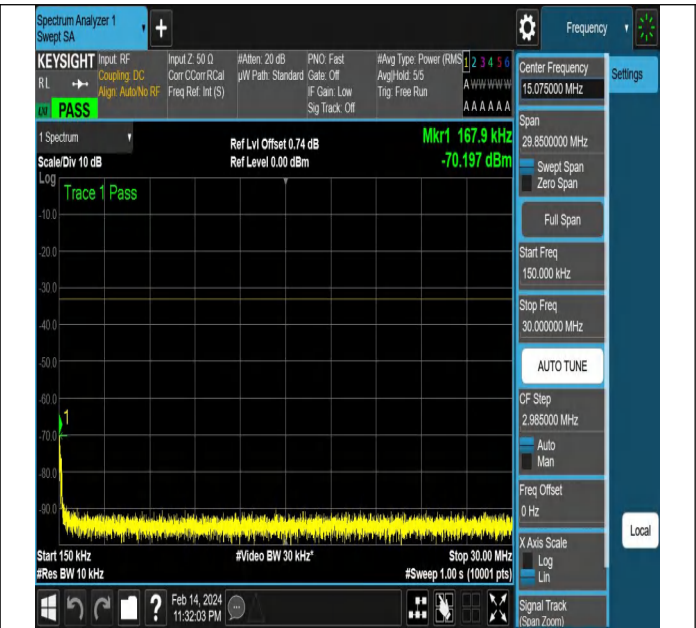 Spectrum Analyzer 1
Swept SA
Frequency
KEYSIGHT
RL
PASS
Input: RF
Coupling: DC
Align: Auto/No RF
Input Z: 50 Ω
Corr CCorr RCal
Freq Ref: Int (S)
#Atten: 20 dB
µW Path: Standard
PNO: Fast
Gate: Off
IF Gain: Low
Sig Track: Off
#Avg Type: Power (RMS
Avg|Hold: 5/5
Trig: Free Run
1 2 3 4 5 6
A W W W W W
A A A A A A
1 Spectrum
Scale/Div 10 dB
Ref Lvl Offset 0.74 dB
Ref Level 0.00 dBm
Mkr1 167.9 kHz
-70.197 dBm
Log
Trace 1 Pass
-10.0
-20.0
-30.0
-40.0
-50.0
-60.0
-70.0
-80.0
-90.0
1
Start 150 kHz
#Res BW 10 kHz
#Video BW 30 kHz*
Stop 30.00 MHz
#Sweep 1.00 s (10001 pts)
?
Feb 14, 2024
11:32:03 PM
Center Frequency
15.075000 MHz
Span
29.8500000 MHz
Swept Span
Zero Span
Full Span
Start Freq
150.000 kHz
Stop Freq
30.000000 MHz
AUTO TUNE
CF Step
2.985000 MHz
Auto
Man
Freq Offset
0 Hz
X Axis Scale
Log
Lin
Signal Track
(Span Zoom)
Settings
Local